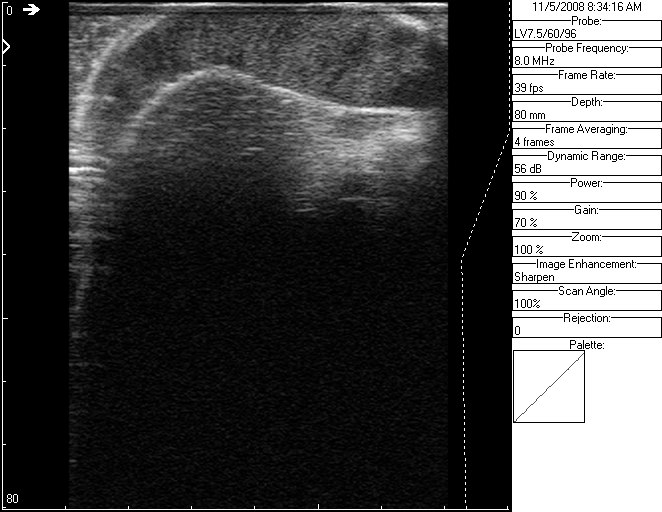 0
80
11/5/2008 8:34:16 AM
Probe:
LV7.5/60/96
Probe Frequency:
8.0 MHz
Frame Rate:
39 fps
Depth:
80 mm
Frame Averaging:
4 frames
Dynamic Range:
56 dB
Power:
90 %
Gain:
70 %
Zoom:
100 %
Image Enhancement:
Sharpen
Scan Angle:
100%
Rejection:
0
Palette: